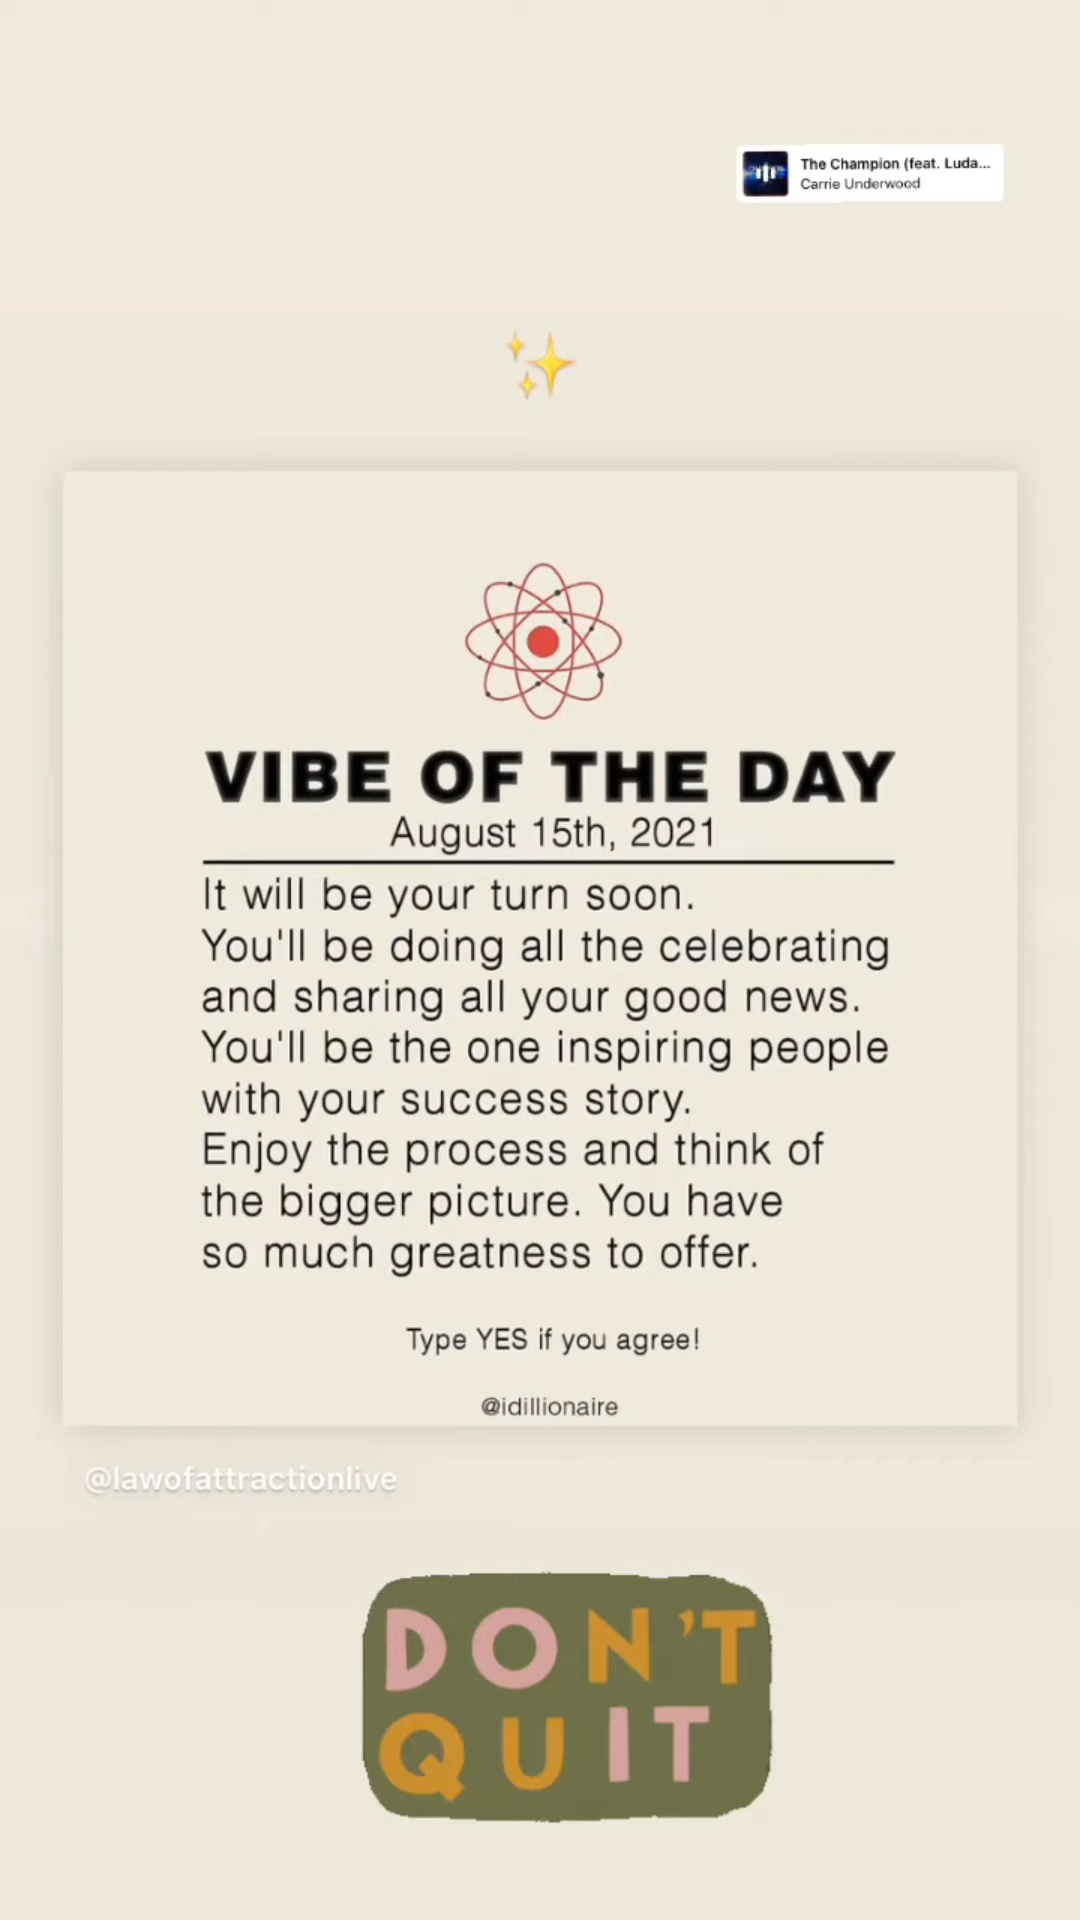 The Champion (feat. Luda...
Carrie Underwood
VIBE OF THE DAY
August 15th, 2021
It will be your turn soon.
You'll be doing all the celebrating
and sharing all your good news.
You'll be the one inspiring people
with your success story.
Enjoy the process and think of
the bigger picture. You have
so much greatness to offer.
Type YES if you agree!
@idillionaire
@lawofattractionlive
DON'T
QUIT